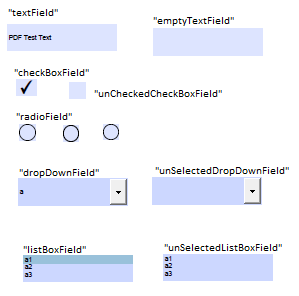 "textField"
"emptyTextField"
PDF Test Text
"checkBoxField"
"unCheckedCheckBoxField"
"radioField"
"dropDownField"
"unSelectedDropDownField"
a
"listBoxField"
"unSelectedListBoxField"
a1
a2
a3
a1
a2
a3